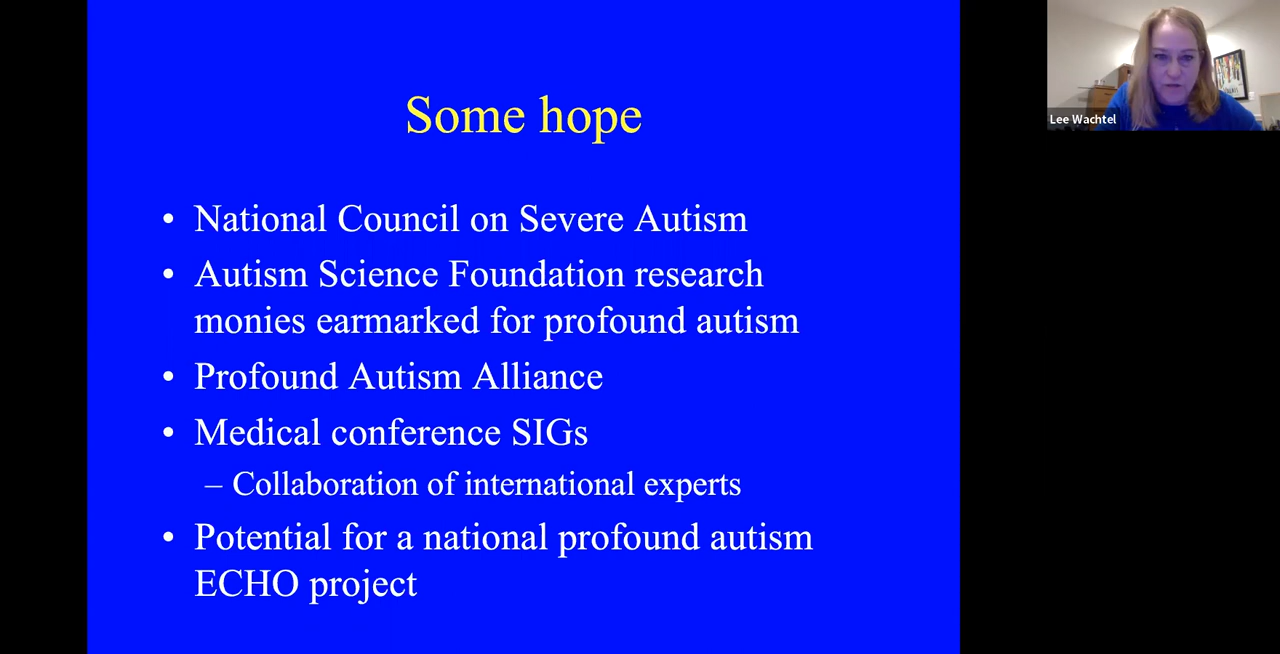 Some hope
• National Council on Severe Autism
• Autism Science Foundation research
monies earmarked for profound autism
• Profound Autism Alliance
• Medical conference SIGs
– Collaboration of international experts
• Potential for a national profound autism
ECHO project
Lee Wachtel